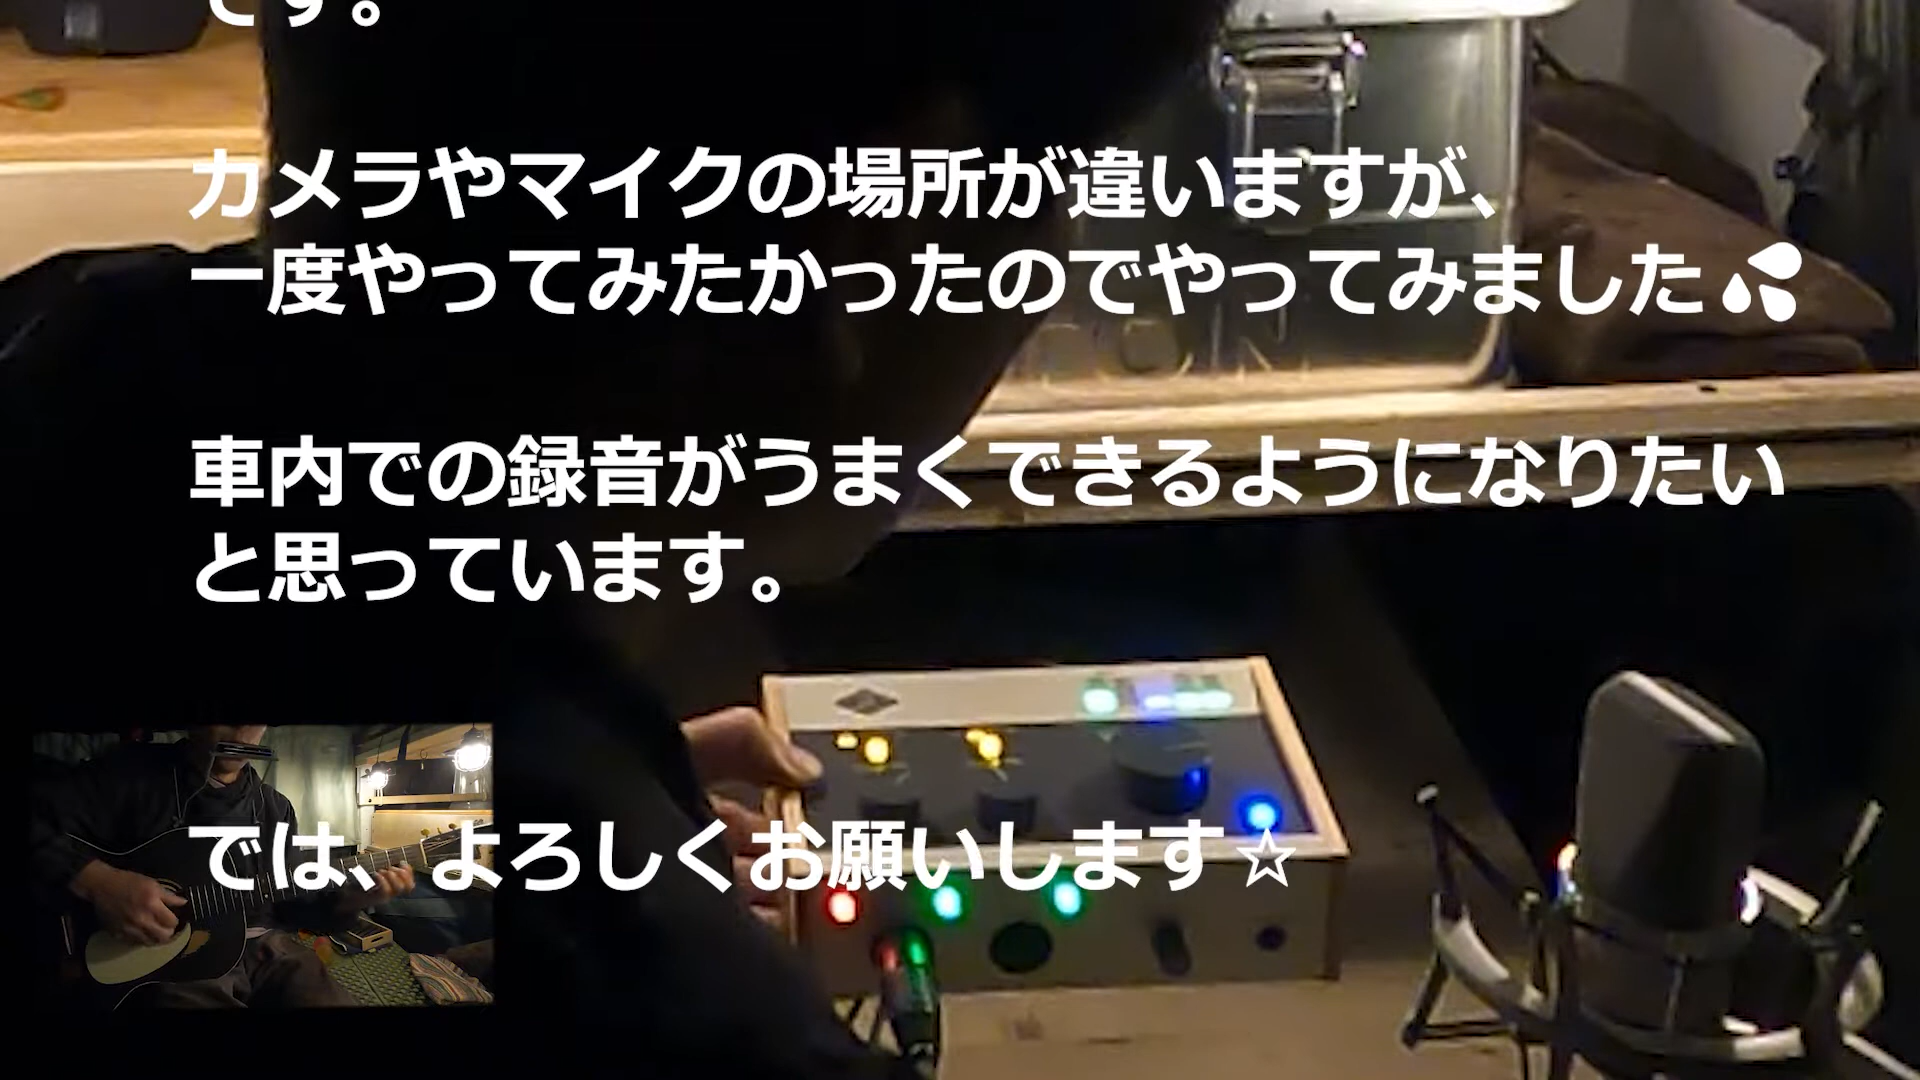 です。
カメラやマイクの場所が違いますが、
一度やってみたかったのでやってみました💦
車内での録音がうまくできるようになりたい
と思っています。
では、よろしくお願いします☆